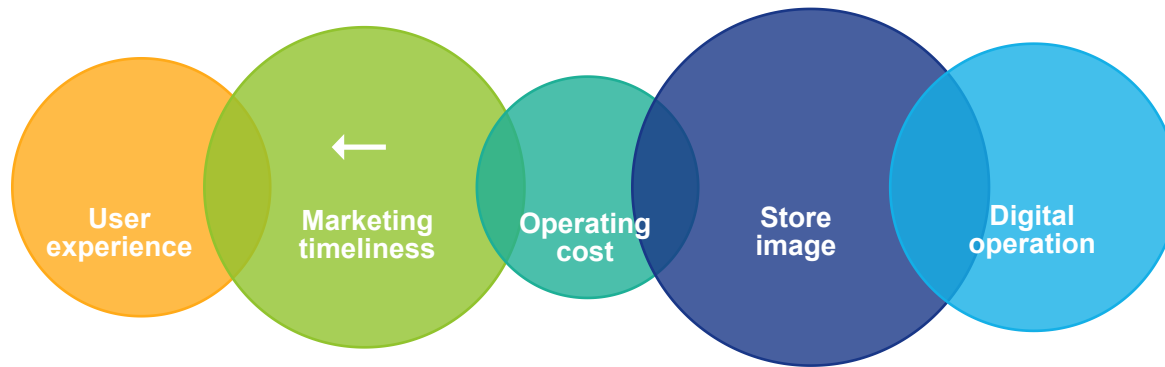 User
experience
Marketing
timeliness
Operating
cost
Store
image
Digital
operation